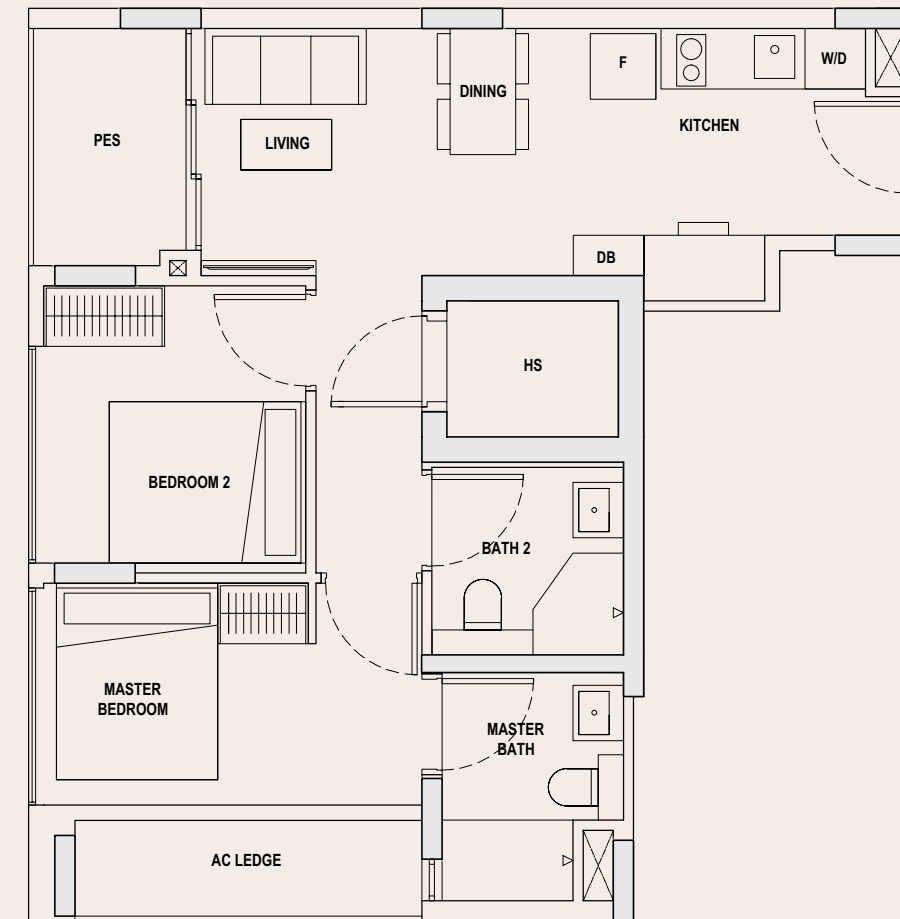 F
W/D
DINING
KITCHEN
PES
LIVING
DB
HS
BEDROOM 2
BATH 2
MASTER
BEDROOM
MASTER
BATH
AC LEDGE